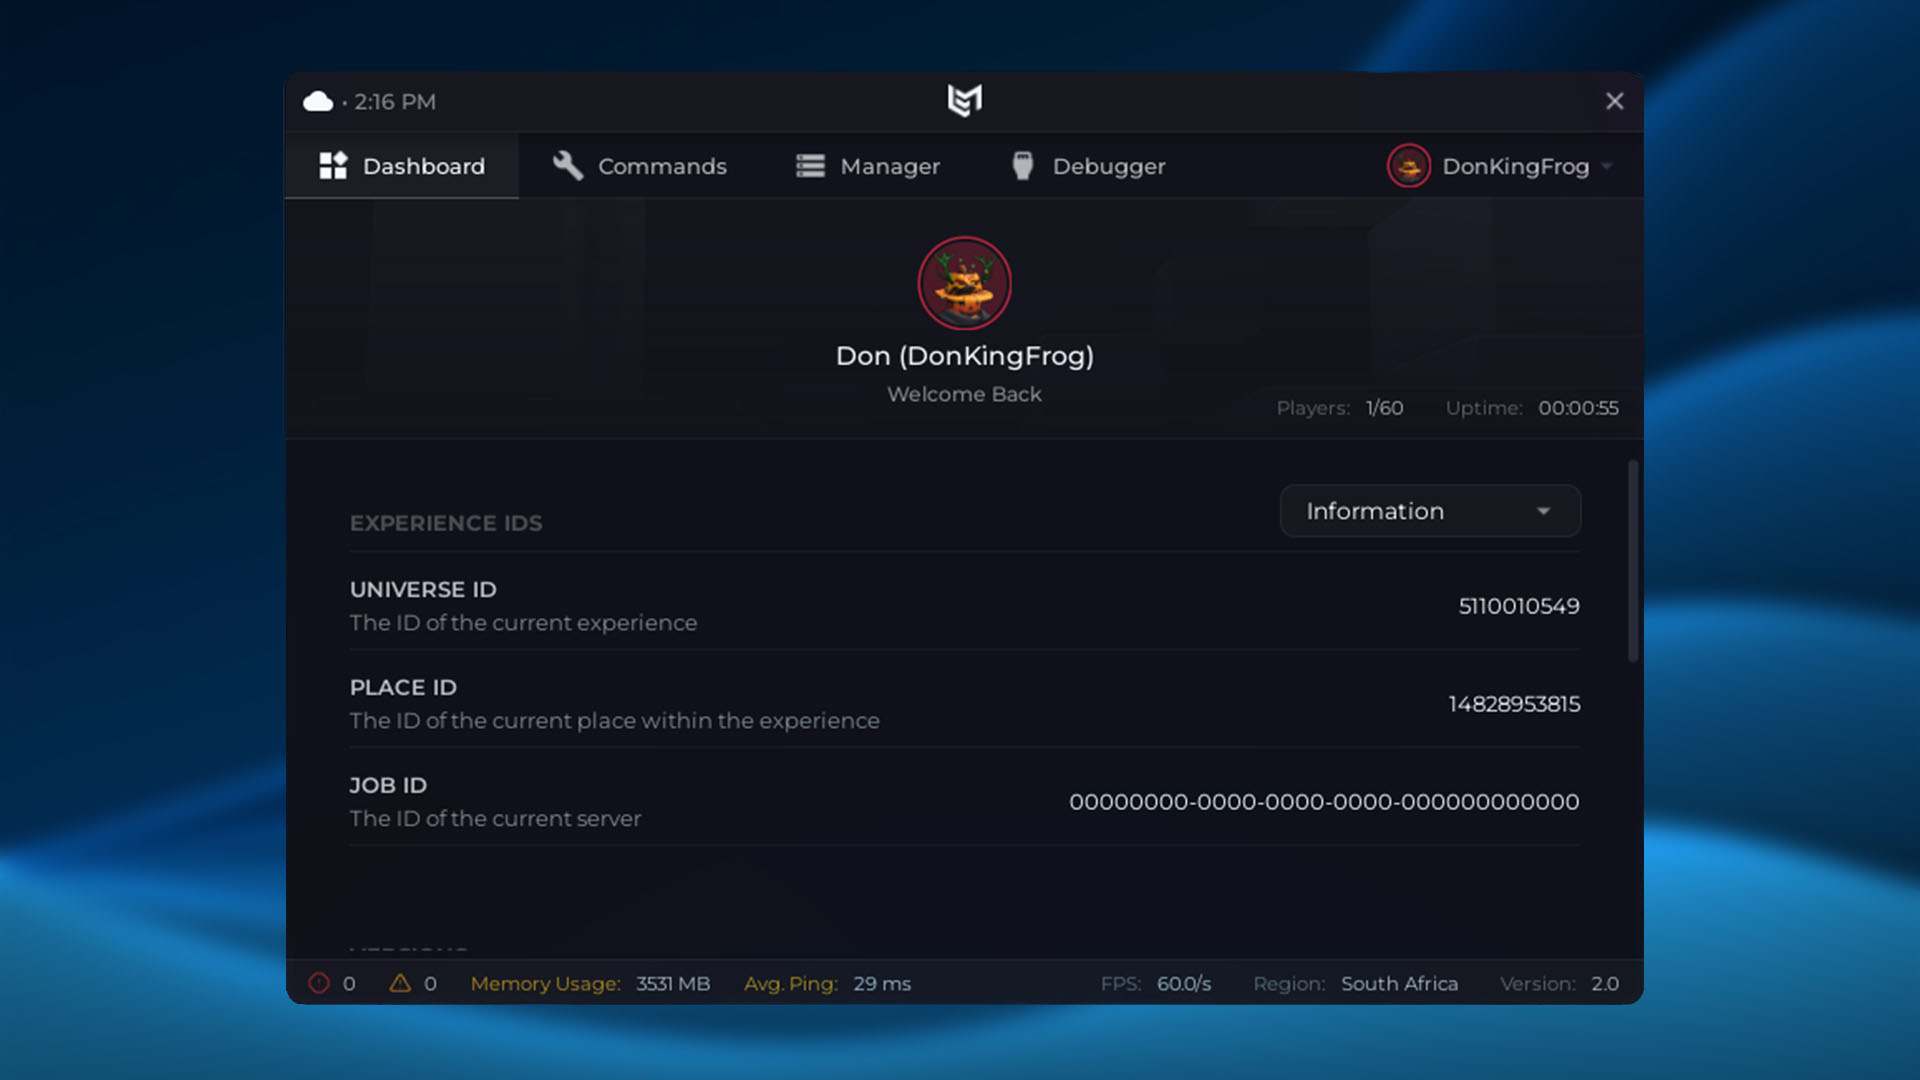 • 2:16 PM
Dashboard
Commands
Manager
Debugger
DonKingFrog
Don (DonKingFrog)
Welcome Back
Players: 1/60
Uptime: 00:00:55
EXPERIENCE IDS
Information
UNIVERSE ID
The ID of the current experience
5110010549
PLACE ID
The ID of the current place within the experience
14828953815
JOB ID
The ID of the current server
00000000-0000-0000-0000-000000000000
0
0
Memory Usage: 3531 MB
Avg. Ping: 29 ms
FPS: 60.0/s
Region: South Africa
Version: 2.0